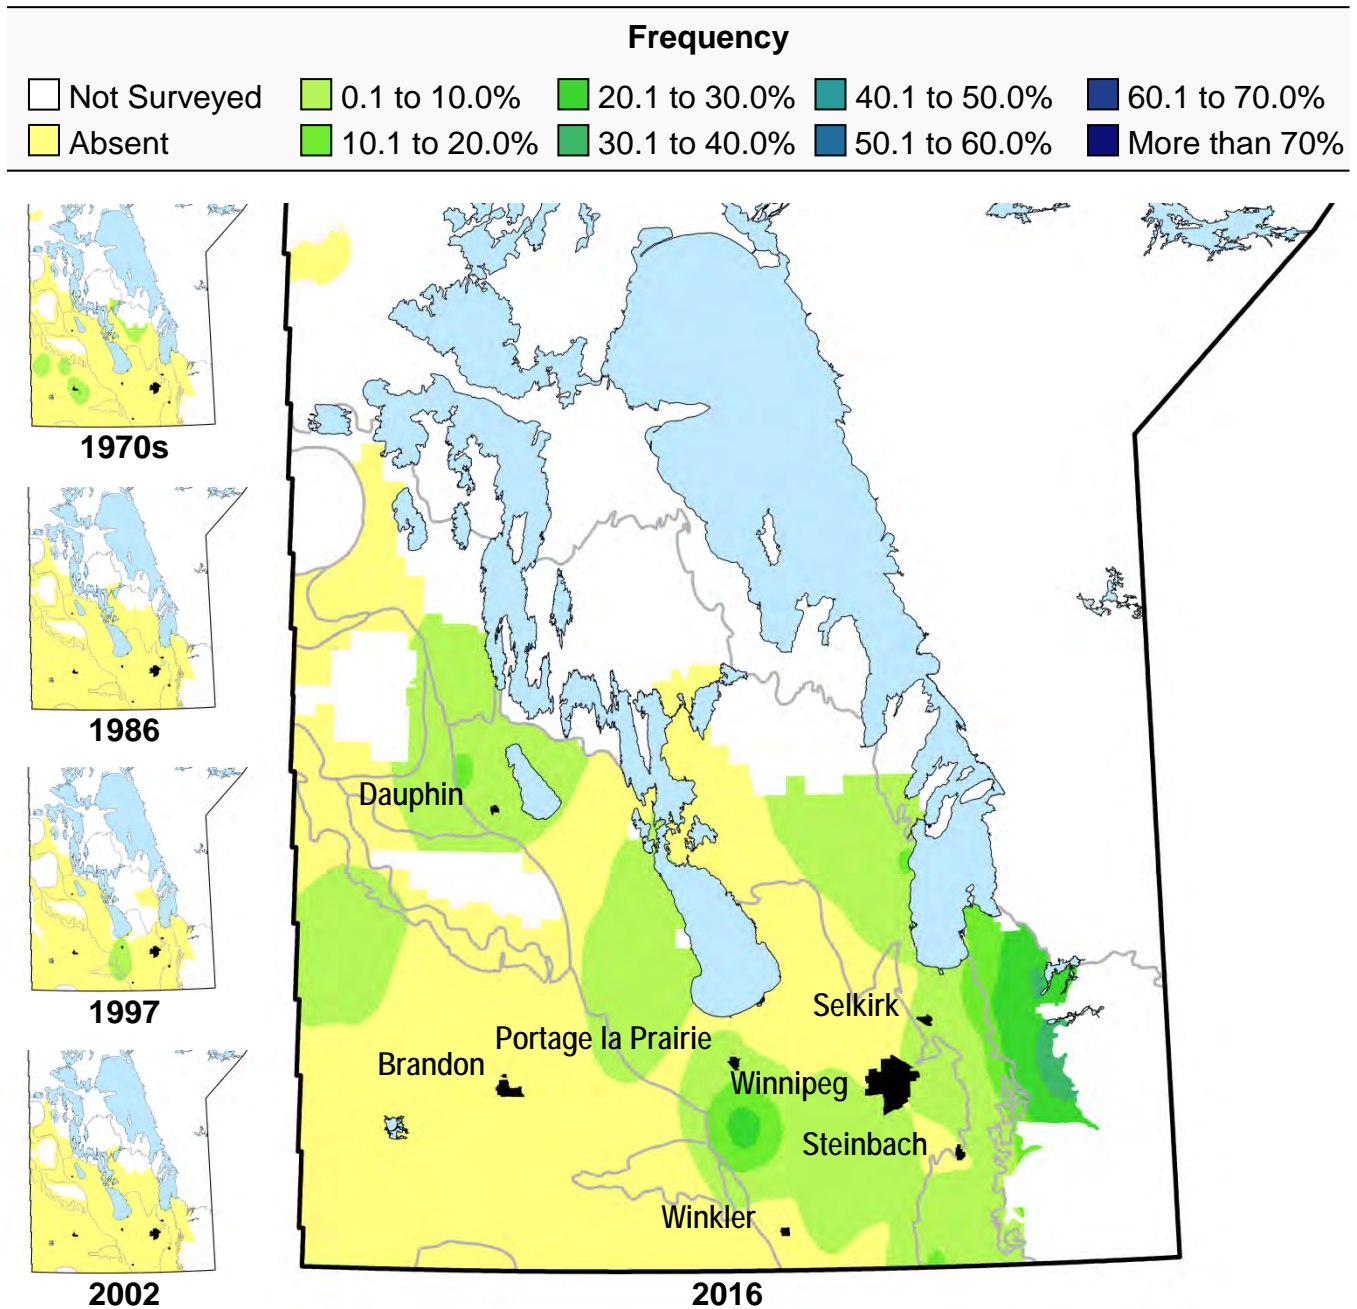 Frequency
Not Surveyed 0.1 to 10.0% 20.1 to 30.0% 40.1 to 50.0% 60.1 to 70.0%
Absent 10.1 to 20.0% 30.1 to 40.0% 50.1 to 60.0% More than 70%
1970s
1986
1997
2002
Dauphin
Selkirk
Portage la Prairie
Brandon
Winnipeg
Steinbach
Winkler
2016